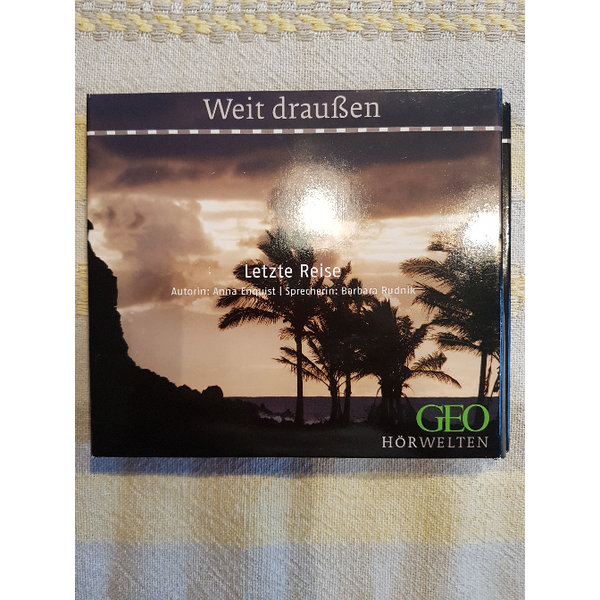 Weit draußen
Letzte Reise
Autorin: Anna Enquist | Sprecherin: Barbara Rudnik
GEO
HÖRWELTEN